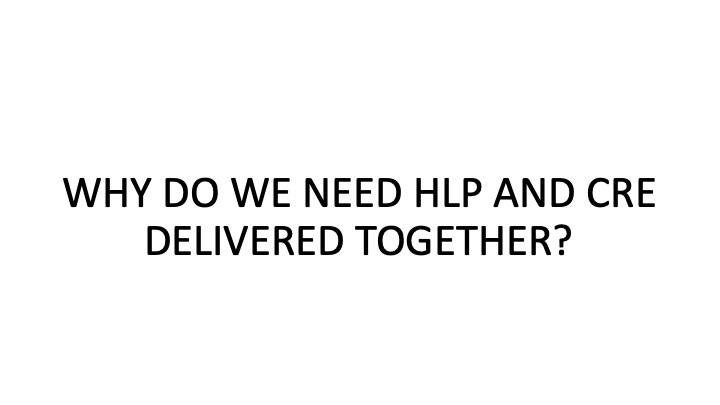 WHY DO WE NEED HLP AND CRE
DELIVERED TOGETHER?